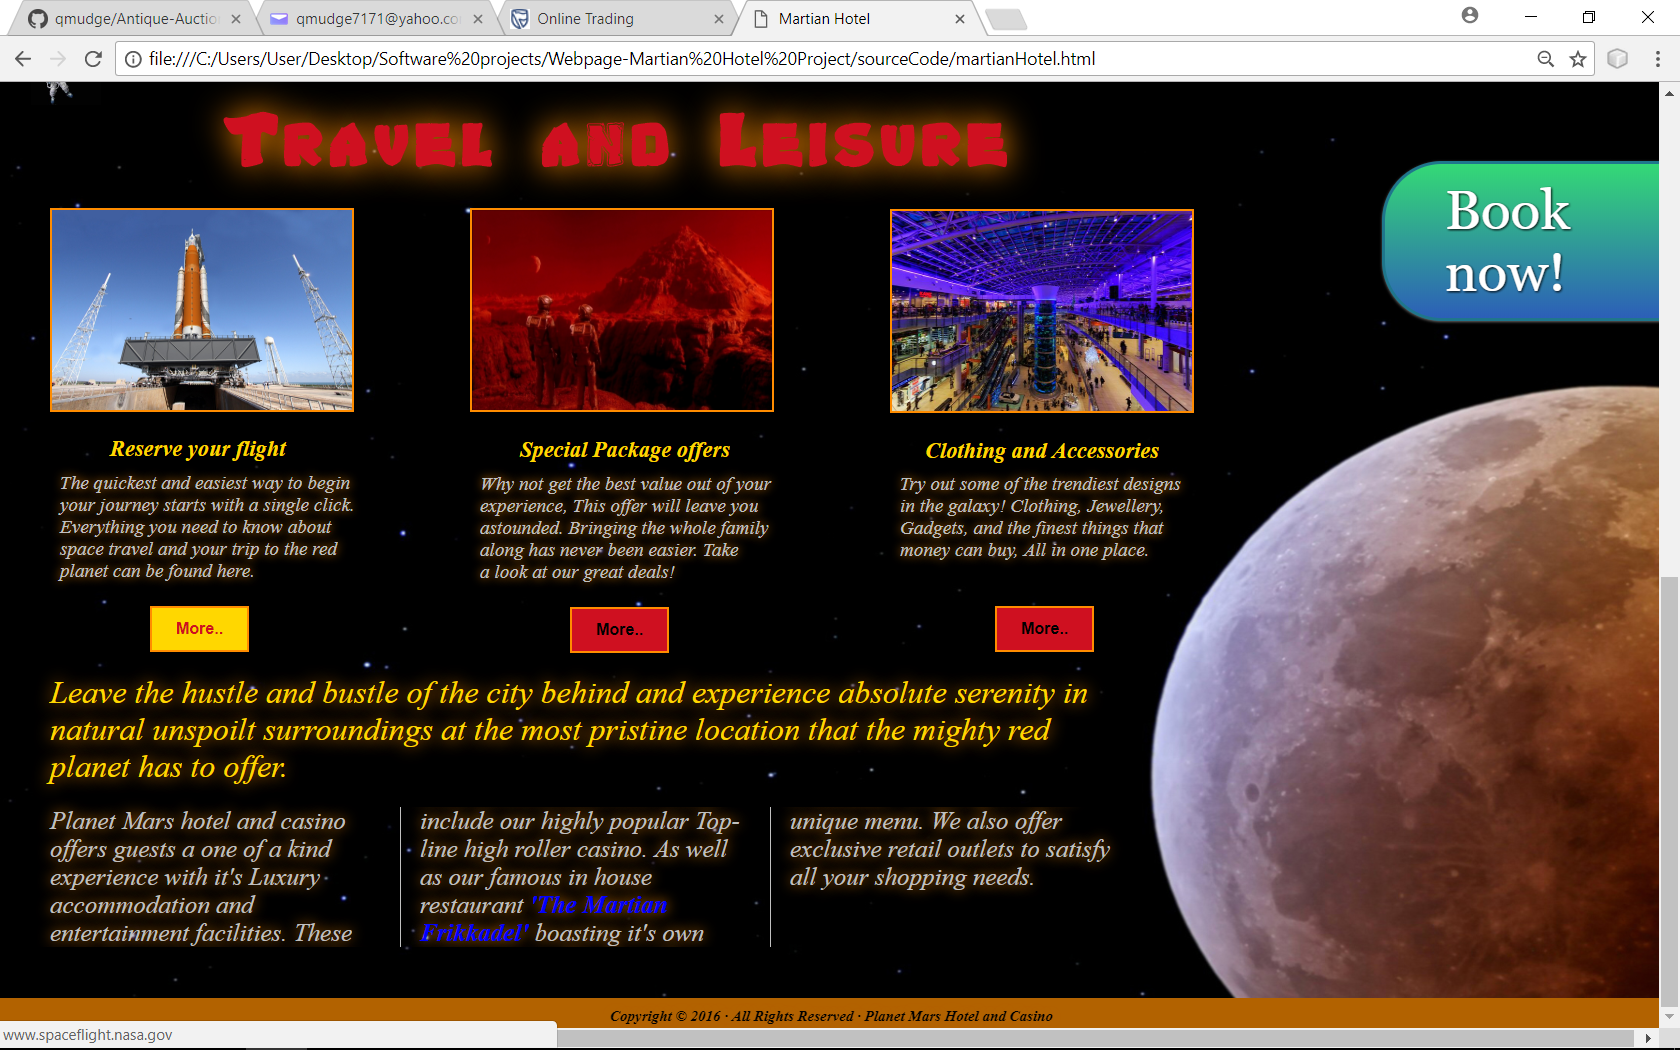 qmudge/Antique-Auctio
qmudge7171@yahoo.co
Online Trading
Martian Hotel
file:///C:/Users/User/Desktop/Software%20projects/Webpage-Martian%20Hotel%20Project/sourceCode/martianHotel.html
Travel and Leisure
Book
now!
Reserve your flight
The quickest and easiest way to begin
your journey starts with a single click.
Everything you need to know about
space travel and your trip to the red
planet can be found here.
More..
Special Package offers
Why not get the best value out of your
experience, This offer will leave you
astounded. Bringing the whole family
along has never been easier. Take
a look at our great deals!
More..
Clothing and Accessories
Try out some of the trendiest designs
in the galaxy! Clothing, Jewellery,
Gadgets, and the finest things that
money can buy, All in one place.
More..
Leave the hustle and bustle of the city behind and experience absolute serenity in
natural unspoilt surroundings at the most pristine location that the mighty red
planet has to offer.
Planet Mars hotel and casino
offers guests a one of a kind
experience with it's Luxury
accommodation and
entertainment facilities. These
include our highly popular Top-
line high roller casino. As well
as our famous in house
restaurant 'The Martian
Frikkadel' boasting it's own
unique menu. We also offer
exclusive retail outlets to satisfy
all your shopping needs.
Copyright © 2016 · All Rights Reserved · Planet Mars Hotel and Casino
www.spaceflight.nasa.gov